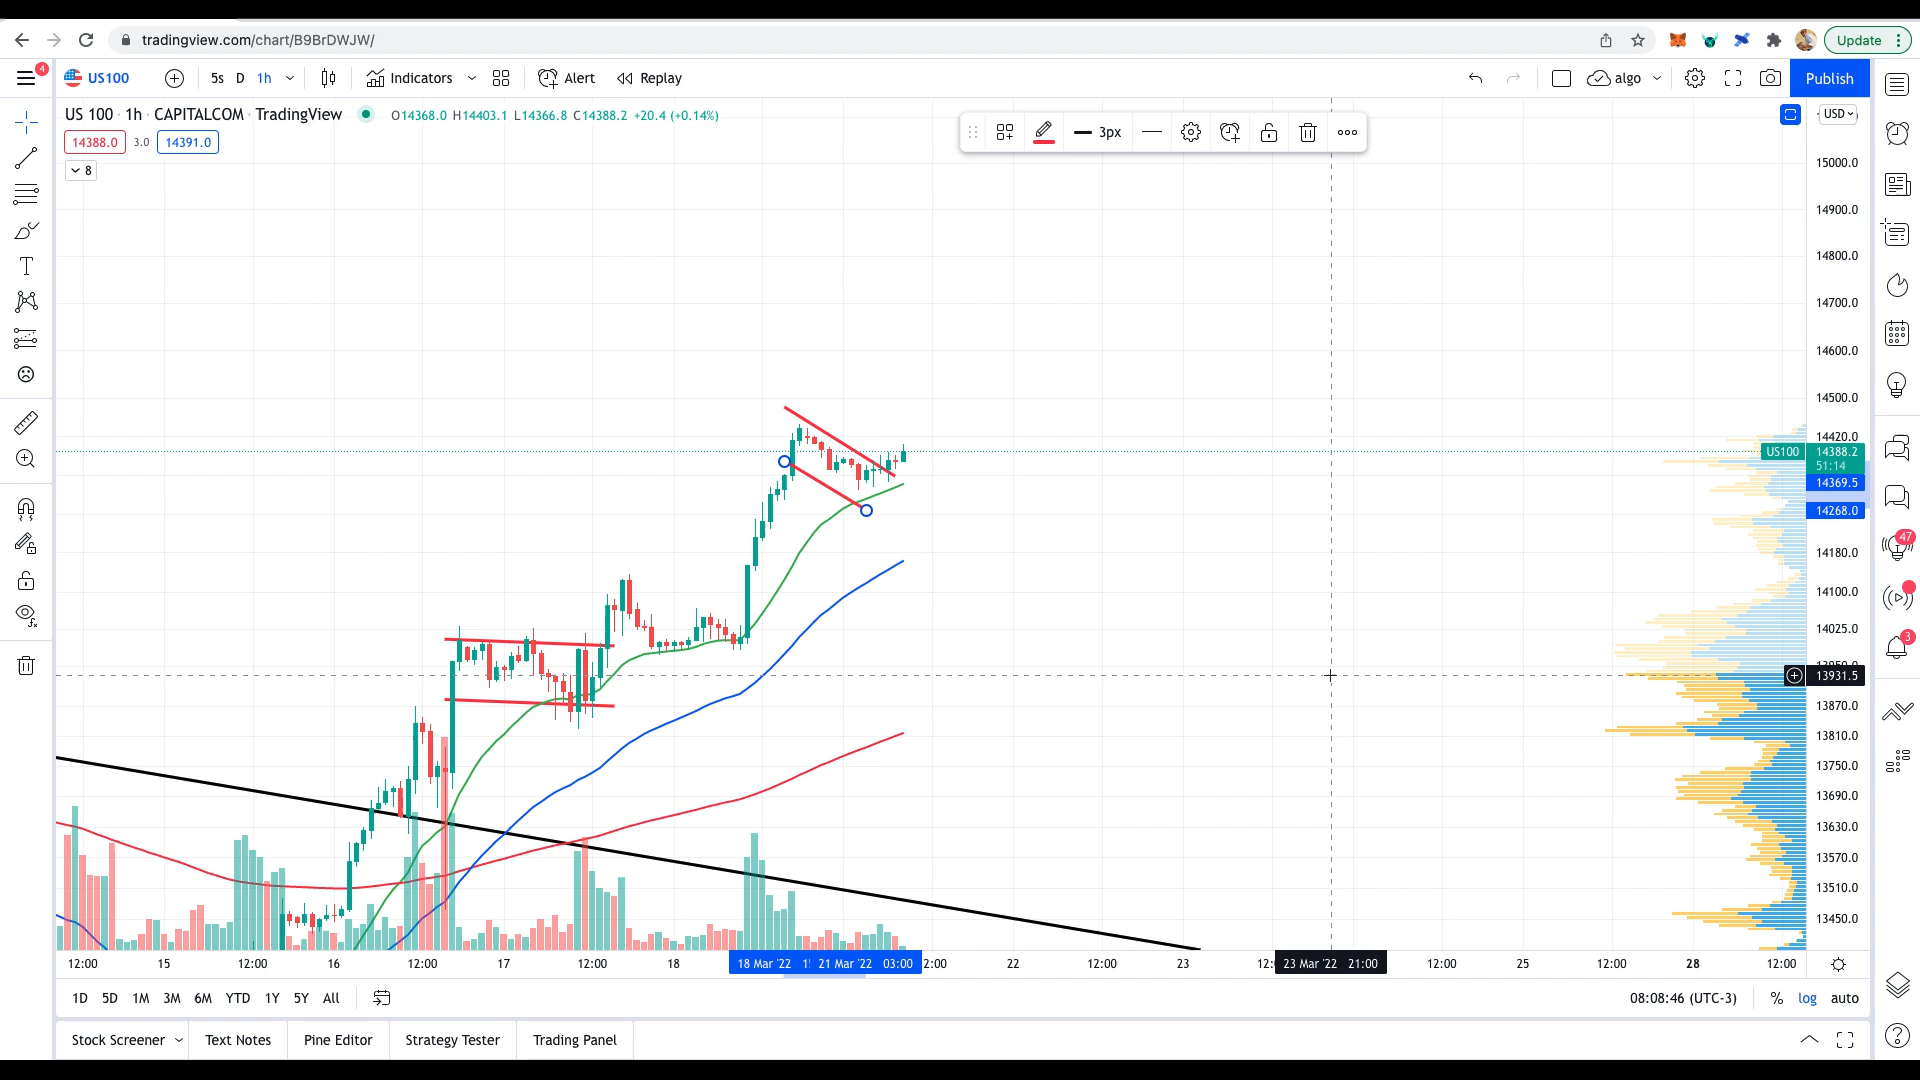 tradingview.com/chart/B9BrDWJW/
Update
4
US100
5s
D
1h
Indicators
Alert
Replay
algo
Publish
US 100 · 1h · CAPITALCOM · TradingView
O14368.0 H14403.1 L14366.8 C14388.2 +20.4 (+0.14%)
14388.0
3.0
14391.0
8
3px
USD
15000.0
14900.0
14800.0
14700.0
14600.0
14500.0
14420.0
US100
14388.2
51:14
14369.5
14268.0
14180.0
14100.0
14025.0
13950.0
13931.5
13870.0
13810.0
13750.0
13690.0
13630.0
13570.0
13510.0
13450.0
47
3
12:00
15
12:00
16
12:00
17
12:00
18
18 Mar '22
21 Mar '22
03:00
2:00
22
12:00
23
23 Mar '22
21:00
12:00
25
12:00
28
12:00
1D
5D
1M
3M
6M
YTD
1Y
5Y
All
08:08:46 (UTC-3)
%
log
auto
Stock Screener
Text Notes
Pine Editor
Strategy Tester
Trading Panel